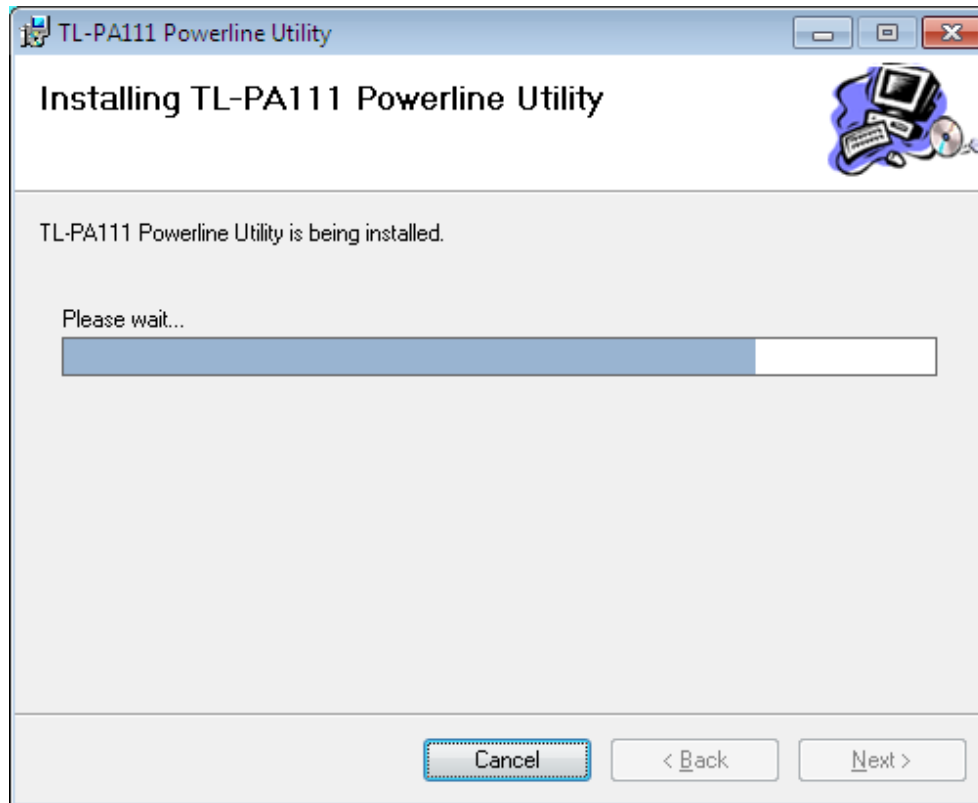 TL-PA111 Powerline Utility
Installing TL-PA111 Powerline Utility
TL-PA111 Powerline Utility is being installed.
Please wait...
Cancel
< Back
Next >